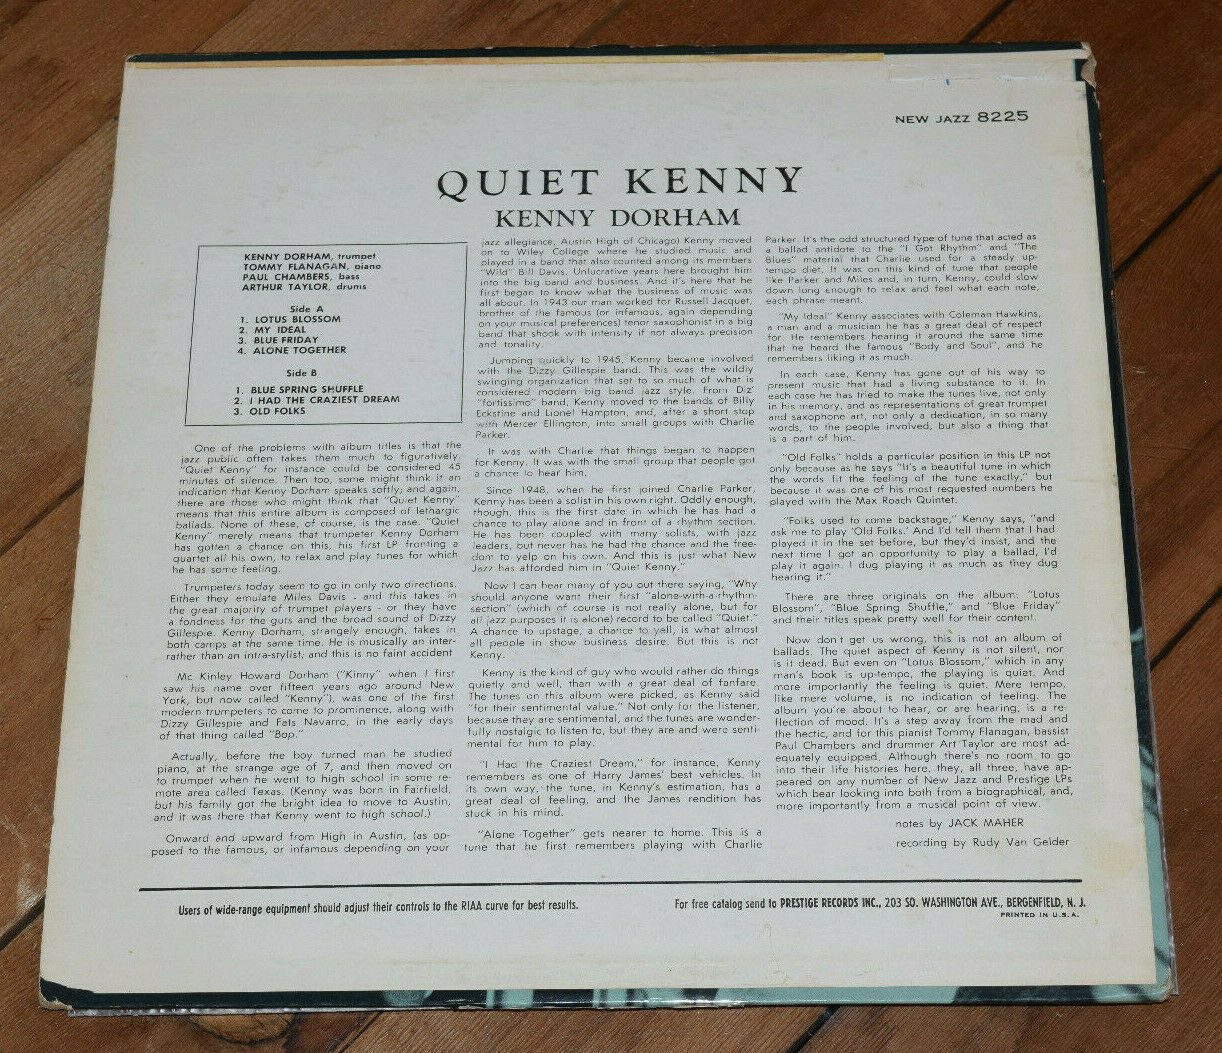 NEW JAZZ 8225
QUIET KENNY
KENNY DORHAM
KENNY DORHAM, trumpet
TOMMY FLANAGAN, piano
PAUL CHAMBERS, bass
ARTHUR TAYLOR, drums
Side A
1. LOTUS BLOSSOM
2. MY IDEAL
3. BLUE FRIDAY
4. ALONE TOGETHER
Side B
1. BLUE SPRING SHUFFLE
2. I HAD THE CRAZIEST DREAM
3. OLD FOLKS
One of the problems with album titles is that the
jazz public often takes them much to figuratively.
"Quiet Kenny" for instance could be considered 45
minutes of silence. Then too, some might think it an
indication that Kenny Dorham speaks softly; and again,
there are those who might think that "Quiet Kenny"
means that this entire album is composed of lethargic
ballads. None of these, of course, is the case. "Quiet
Kenny" merely means that trumpeter Kenny Dorham
has gotten a chance on this, his first LP fronting a
quartet all his own, to relax and play tunes for which
he has some feeling.
Trumpeters today seem to go in only two directions.
Either they emulate Miles Davis - and this takes in
the great majority of trumpet players - or they have
a fondness for the guts and the broad sound of Dizzy
Gillespie. Kenny Dorham, strangely enough, takes in
both camps at the same time. He is musically an inter-
rather than an intra-stylist, and this is no faint accident
Mc Kinley Howard Dorham ("Kinny" when I first
saw his name over fifteen years ago around New
York, but now called "Kenny"), was one of the first
modern trumpeters to come to prominence, along with
Dizzy Gillespie and Fats Navarro, in the early days
of that thing called "Bop."
Actually, before the boy turned man he studied
piano, at the strange age of 7, and then moved on
to trumpet when he went to high school in some re-
mote area called Texas. (Kenny was born in Fairfield,
but his family got the bright idea to move to Austin,
and it was there that Kenny went to high school.)
Onward and upward from High in Austin, (as op-
posed to the famous, or infamous depending on your
jazz allegiance, Austin High of Chicago) Kenny moved
on to Wiley College where he studied music and
played in a band that also counted among its members
"Wild" Bill Davis. Unlucrative years here brought him
into the big band and business. And it's here that he
first began to know what the business of music was
all about. In 1943 our man worked for Russell Jacquet,
brother of the famous (or infamous, again depending
on your musical preferences) tenor saxophonist in a big
band that shook with intensity if not always precision
and tonality.
Jumping quickly to 1945, Kenny became involved
with the Dizzy Gillespie band. This was the wildly
swinging organization that set to so much of what is
considered modern big band jazz style. From Diz'
"fortissimo" band, Kenny moved to the bands of Billy
Eckstine and Lionel Hampton, and, after a short stop
with Mercer Ellington, into small groups with Charlie
Parker.
It was with Charlie that things began to happen
for Kenny. It was with the small group that people got
a chance to hear him.
Since 1948, when he first joined Charlie Parker,
Kenny has been a solist in his own right. Oddly enough,
though, this is the first date in which he has had a
chance to play alone and in front of a rhythm section.
He has been coupled with many solists, with jazz
leaders, but never has he had the chance and the free-
dom to yelp on his own. And this is just what New
Jazz has afforded him in "Quiet Kenny."
Now I can hear many of you out there saying, "Why
should anyone want their first "alone-with-a-rhythm-
section" (which of course is not really alone, but for
all jazz purposes it is alone) record to be called "Quiet."
A chance to upstage, a chance to yell, is what almost
all people in show business desire. But this is not
Kenny.
Kenny is the kind of guy who would rather do things
quietly and well, than with a great deal of fanfare.
The tunes on this album were picked, as Kenny said
"for their sentimental value." Not only for the listener,
because they are sentimental, and the tunes are wonder-
fully nostalgic to listen to, but they are and were senti-
mental for him to play.
"I Had the Craziest Dream," for instance, Kenny
remembers as one of Harry James' best vehicles. In
its own way, the tune, in Kenny's estimation, has a
great deal of feeling, and the James rendition has
stuck in his mind.
"Alone Together" gets nearer to home. This is a
tune that he first remembers playing with Charlie
Parker. It's the odd structured type of tune that acted as
a ballad antidote to the "I Got Rhythm" and "The
Blues" material that Charlie used for a steady up-
tempo diet. It was on this kind of tune that people
like Parker and Miles and, in turn, Kenny, could slow
down long enough to relax and feel what each note,
each phrase meant.
"My Ideal" Kenny associates with Coleman Hawkins,
a man and a musician he has a great deal of respect
for. He remembers hearing it around the same time
that he heard the famous "Body and Soul", and he
remembers liking it as much.
In each case, Kenny has gone out of his way to
present music that had a living substance to it. In
each case he has tried to make the tunes live, not only
in his memory, and as representations of great trumpet
and saxophone art, not only a dedication, in so many
words, to the people involved, but also a thing that
is a part of him.
"Old Folks" holds a particular position in this LP not
only because as he says "It's a beautiful tune in which
the words fit the feeling of the tune exactly," but
because it was one of his most requested numbers he
played with the Max Roach Quintet.
"Folks used to come backstage," Kenny says, "and
ask me to play 'Old Folks.' And I'd tell them that I had
played it in the set before, but they'd insist, and the
next time I got an opportunity to play a ballad, I'd
play it again. I dug playing it as much as they dug
hearing it."
There are three originals on the album: "Lotus
Blossom", "Blue Spring Shuffle," and "Blue Friday"
and their titles speak pretty well for their content.
Now don't get us wrong, this is not an album of
ballads. The quiet aspect of Kenny is not silent, nor
is it dead. But even on "Lotus Blossom," which in any
man's book is up-tempo, the playing is quiet. And
more importantly the feeling is quiet. Mere tempo,
like mere volume, is no indication of feeling. The
album you're about to hear, or are hearing, is a re-
flection of mood. It's a step away from the mad and
the hectic, and for this pianist Tommy Flanagan, bassist
Paul Chambers and drummer Art Taylor are most ad-
equately equipped. Although there's no room to go
into their life histories here, they, all three, have ap-
peared on any number of New Jazz and Prestige LPs
which bear looking into both from a biographical, and,
more importantly from a musical point of view.
notes by JACK MAHER
recording by Rudy Van Gelder
Users of wide-range equipment should adjust their controls to the RIAA curve for best results.
For free catalog send to PRESTIGE RECORDS INC., 203 SO. WASHINGTON AVE., BERGENFIELD, N. J.
PRINTED IN U.S.A.